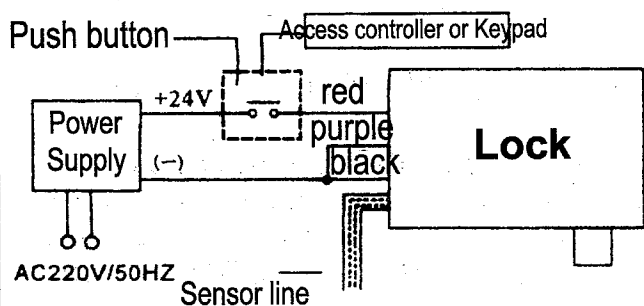 Push button
Access controller or Keypad
+24V
red
Power
Supply
purple
black
Lock
(-)
AC220V/50HZ
Sensor line